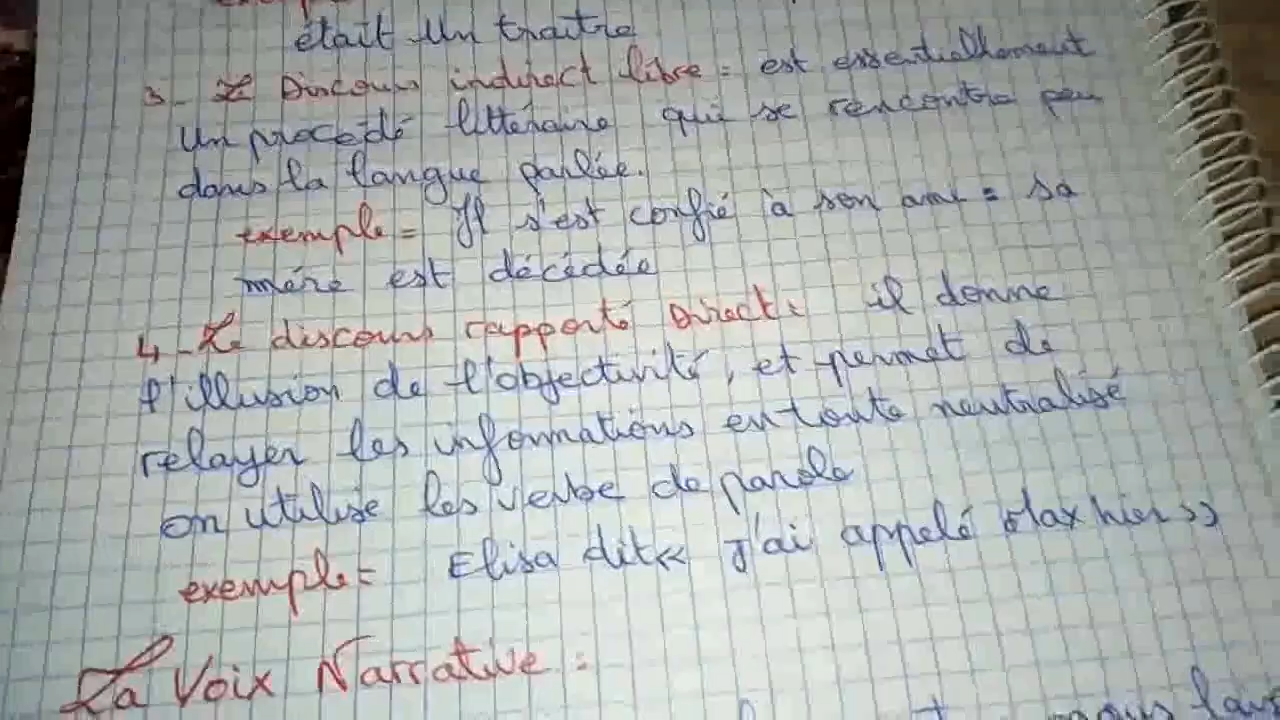 était un traitre
3- Le Discours indirect libre = est essentiellement
un procédé littéraire qui se rencontre peu
dans la langue parlée.
exemple = Il s'est confié à son ami = sa
mére est décédée
4- Le discours rapporté Direct : il donne
l'illusion de l'objectivité, et permet de
relayer les informations en toute neutralisé
on utilise les verbe de parole
exemple = Elisa dit « J'ai appelé Max hier »
La Voix Narrative :